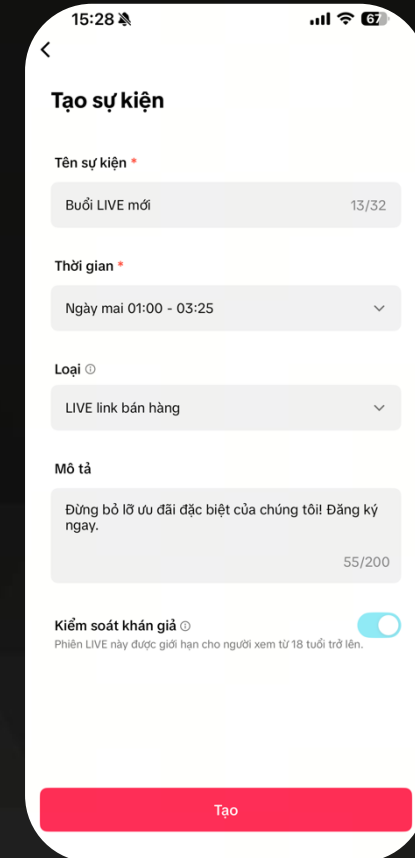 15:28
67
Tạo sự kiện
Tên sự kiện *
Buổi LIVE mới
13/32
Thời gian *
Ngày mai 01:00 - 03:25
Loại
LIVE link bán hàng
Mô tả
Đừng bỏ lỡ ưu đãi đặc biệt của chúng tôi! Đăng ký
ngay.
55/200
Kiểm soát khán giả
Phiên LIVE này được giới hạn cho người xem từ 18 tuổi trở lên.
Tạo